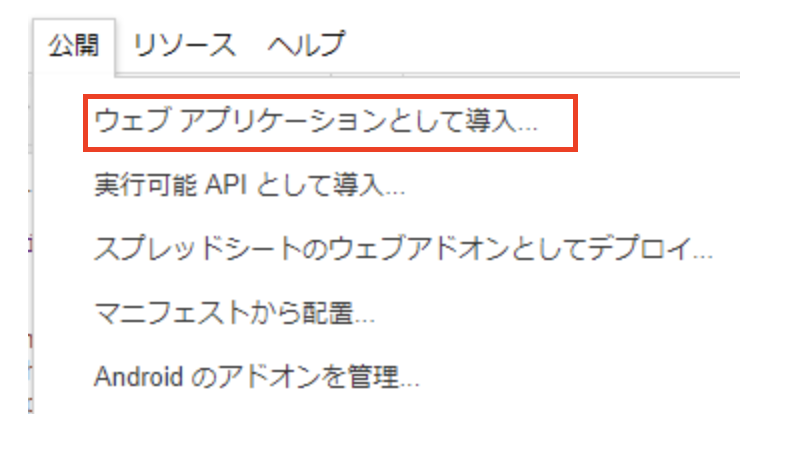 公開 リソース ヘルプ
ウェブ アプリケーションとして導入...
実行可能 API として導入...
スプレッドシートのウェブアドオンとしてデプロイ...
マニフェストから配置...
Android のアドオンを管理...